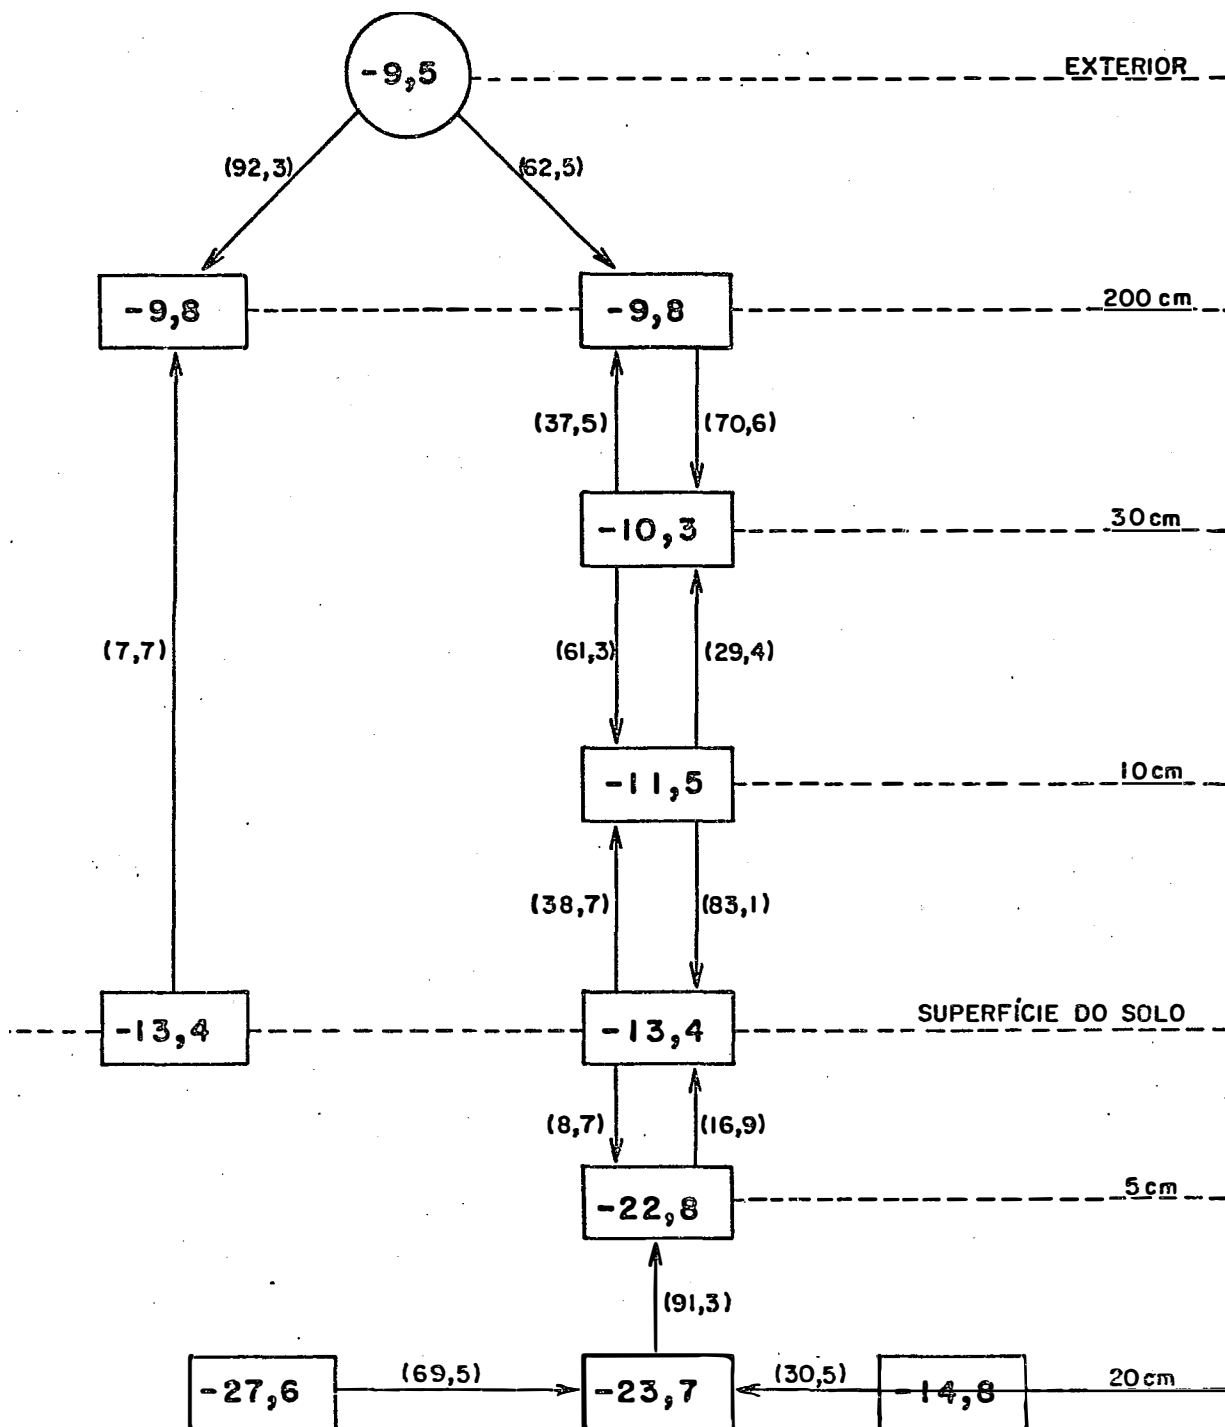 -9,5 EXTERIOR
(92,3) (62,5)
-9,8 -9,8 200 cm
(37,5) (70,6)
-10,3 30 cm
(7,7) (61,3) (29,4)
-11,5 10 cm
(38,7) (83,1)
-13,4 -13,4 SUPERFÍCIE DO SOLO
(8,7) (16,9)
-22,8 5 cm
(91,3)
-27,6 (69,5) -23,7 (30,5) -14,8 20 cm